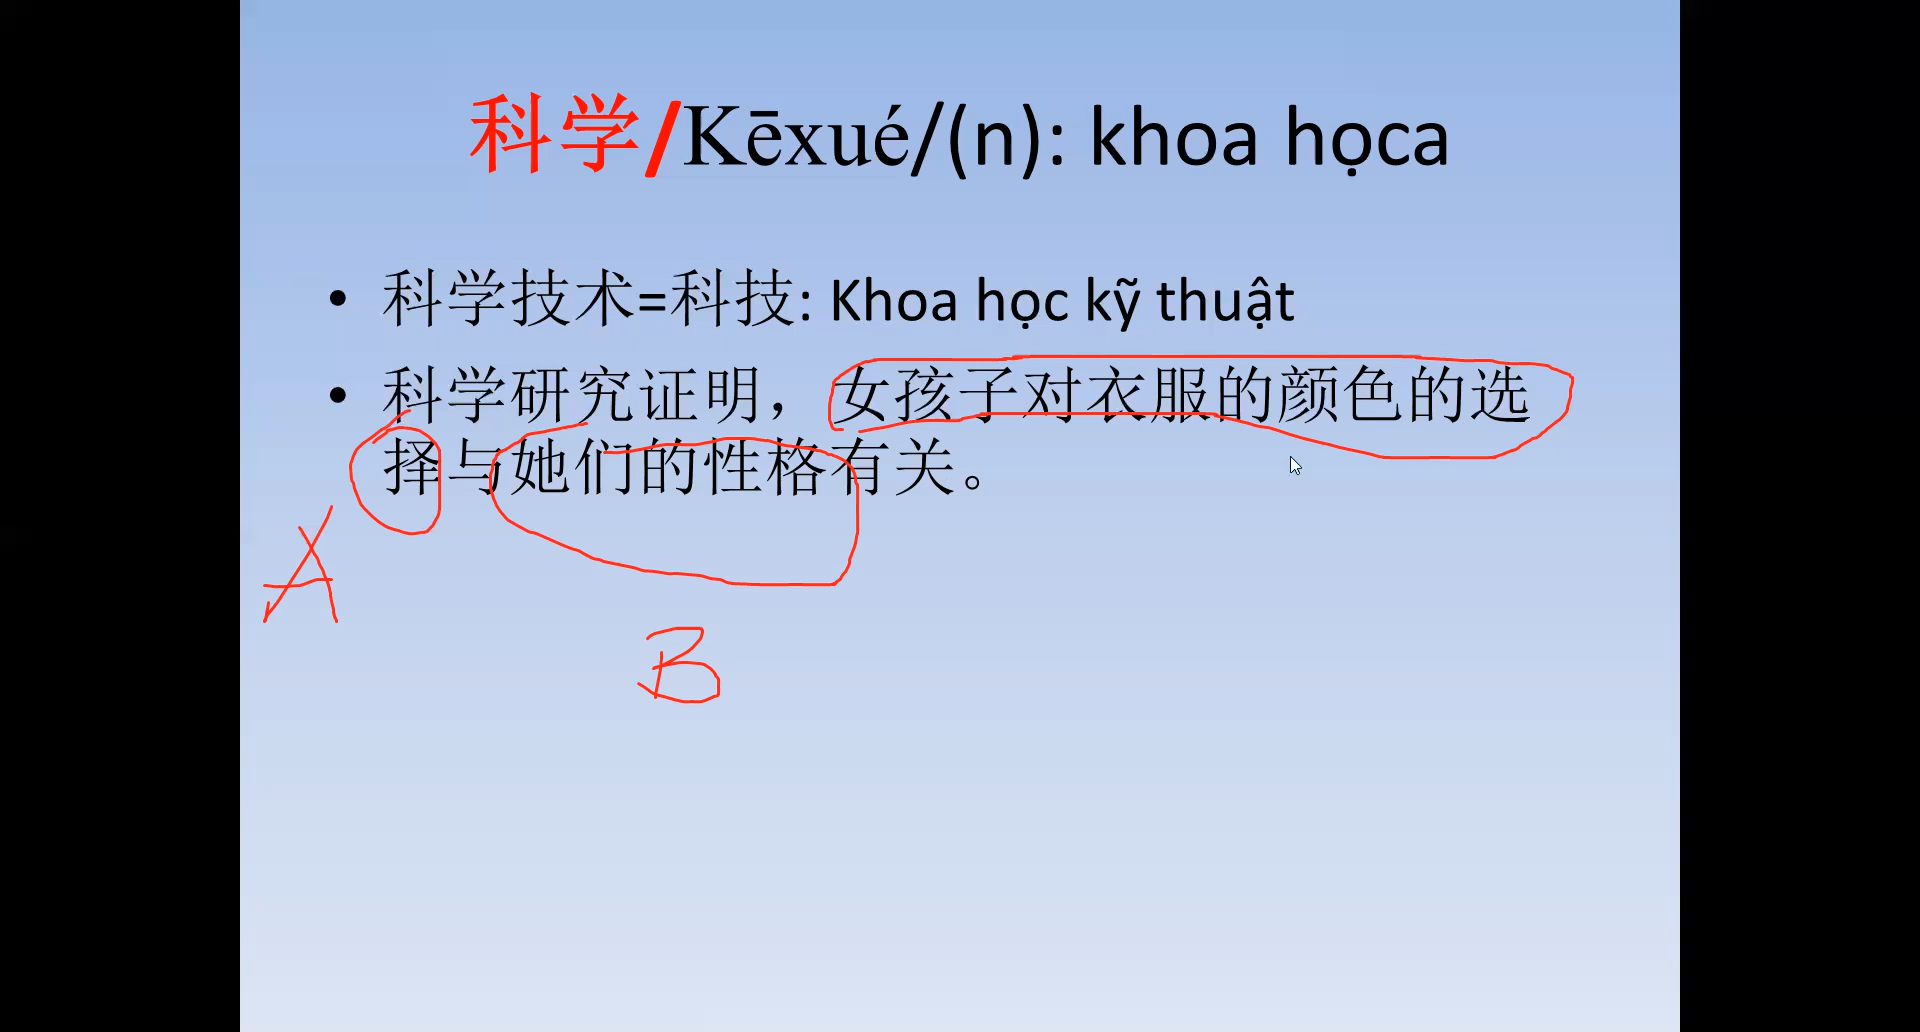 科学/Kēxué/(n): khoa họca
• 科学技术=科技: Khoa học kỹ thuật
• 科学研究证明，女孩子对衣服的颜色的选
择与她们的性格有关。
A
B